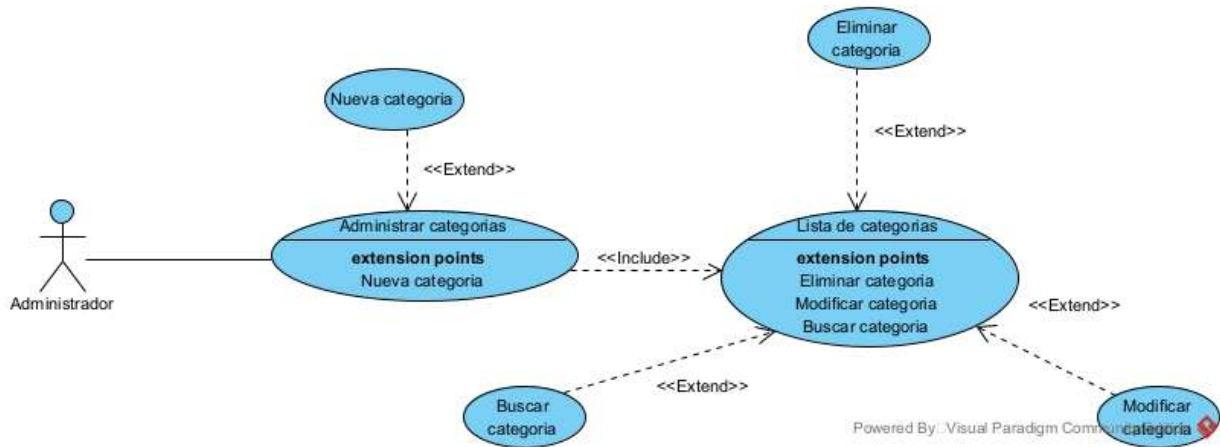 Eliminar
categoria
Nueva categoria
<<Extend>>
<<Extend>>
Administrar categorias
extension points
Nueva categoria
<<Include>>
Lista de categorias
extension points
Eliminar categoria
Modificar categoria
Buscar categoria
Administrador
<<Extend>>
<<Extend>>
Buscar
categoria
Modificar
categoria
Powered By Visual Paradigm